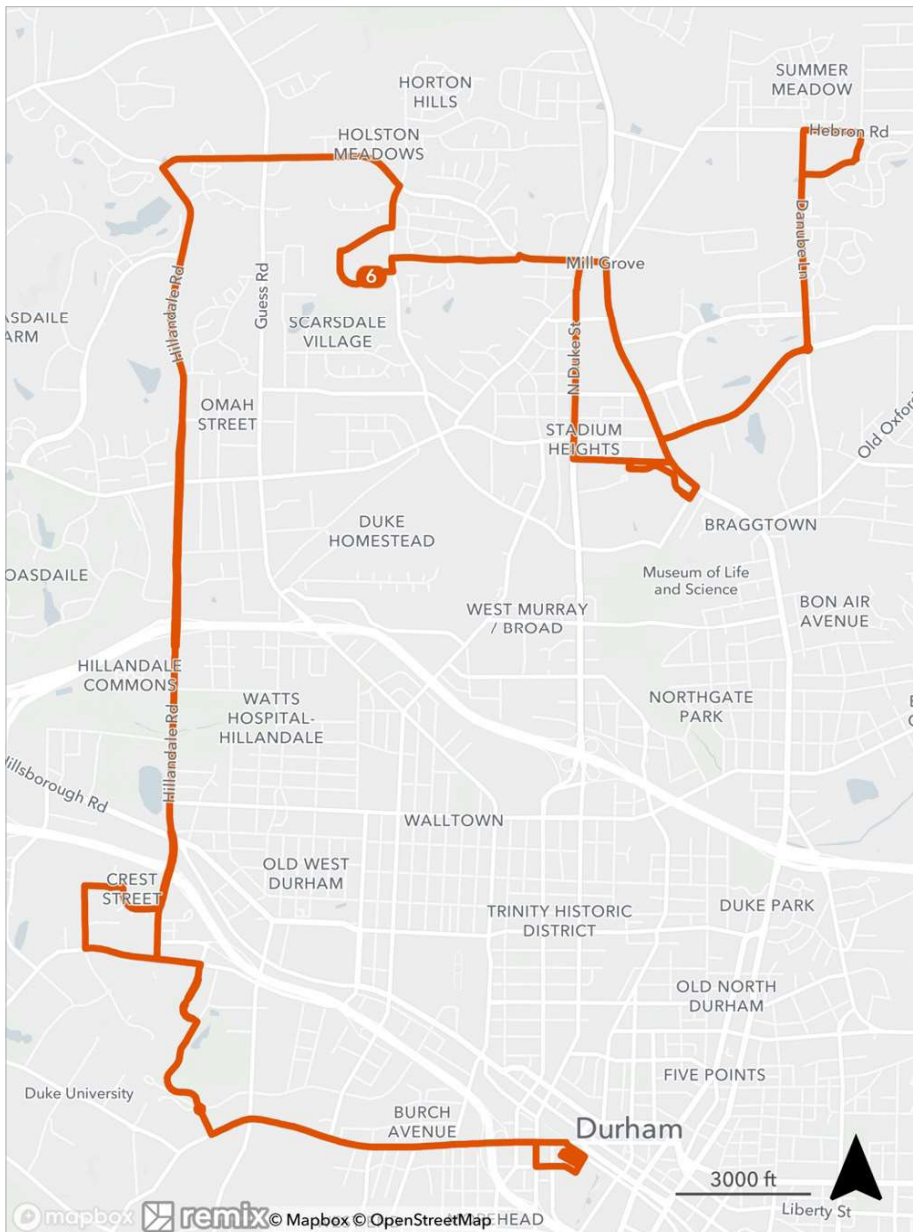 SUMMER
MEADOW
HORTON
HILLS
Hebron Rd
HOLSTON
MEADOWS
Danube Ln
Mill Grove
Hillandale Rd
Guess Rd
6
ASDAILE
ARM
SCARSDALE
VILLAGE
N Duke St
OMAH
STREET
STADIUM
HEIGHTS
Old Oxford
BRAGGTOWN
DUKE
HOMESTEAD
OASDAILE
Museum of Life
and Science
WEST MURRAY
/ BROAD
BON AIR
AVENUE
HILLANDALE
COMMONS
WATTS
HOSPITAL-
HILLANDALE
NORTHGATE
PARK
Hillandale Rd
illsborough Rd
WALLTOWN
OLD WEST
DURHAM
CREST
STREET
TRINITY HISTORIC
DISTRICT
DUKE PARK
OLD NORTH
DURHAM
FIVE POINTS
Duke University
BURCH
AVENUE
Durham
3000 ft
Liberty St
mapbox remix © Mapbox © OpenStreetMap
MOREHEAD